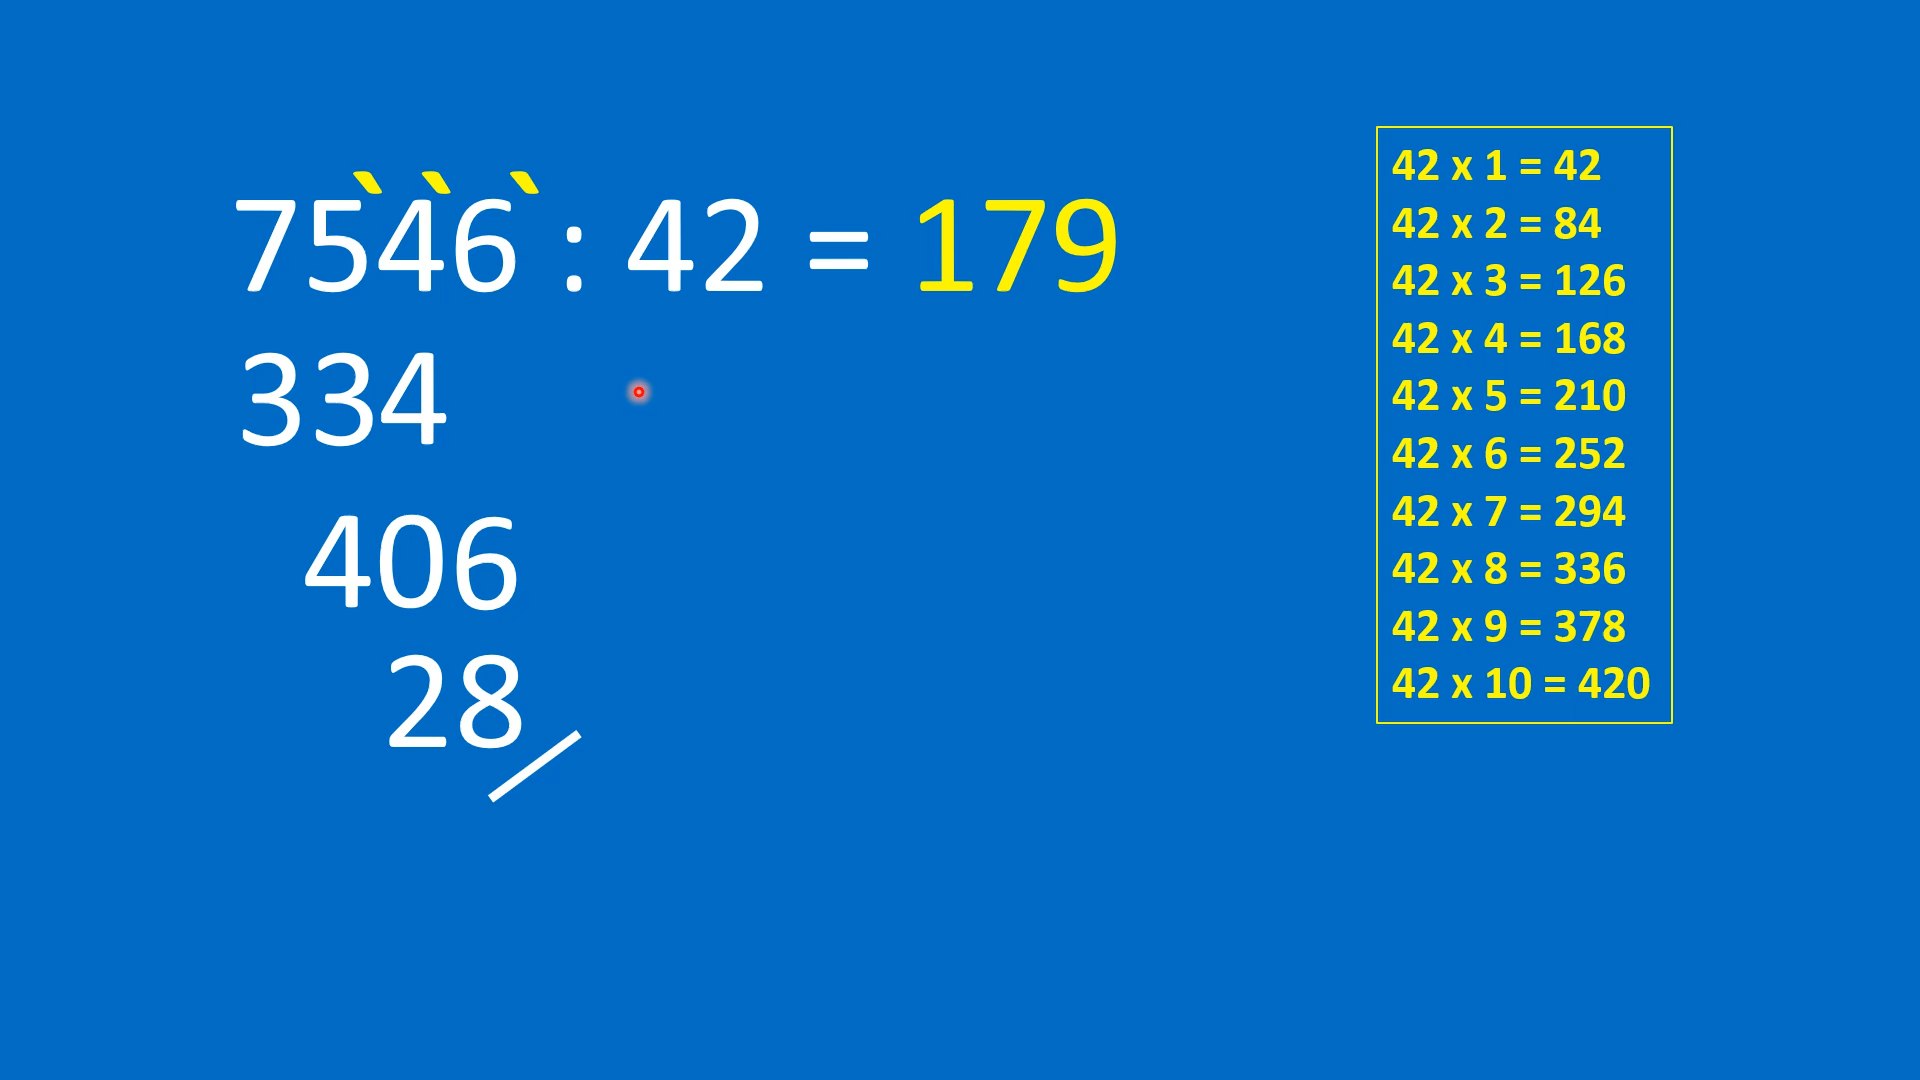 7546 : 42 = 179
334
406
28
42 x 1 = 42
42 x 2 = 84
42 x 3 = 126
42 x 4 = 168
42 x 5 = 210
42 x 6 = 252
42 x 7 = 294
42 x 8 = 336
42 x 9 = 378
42 x 10 = 420